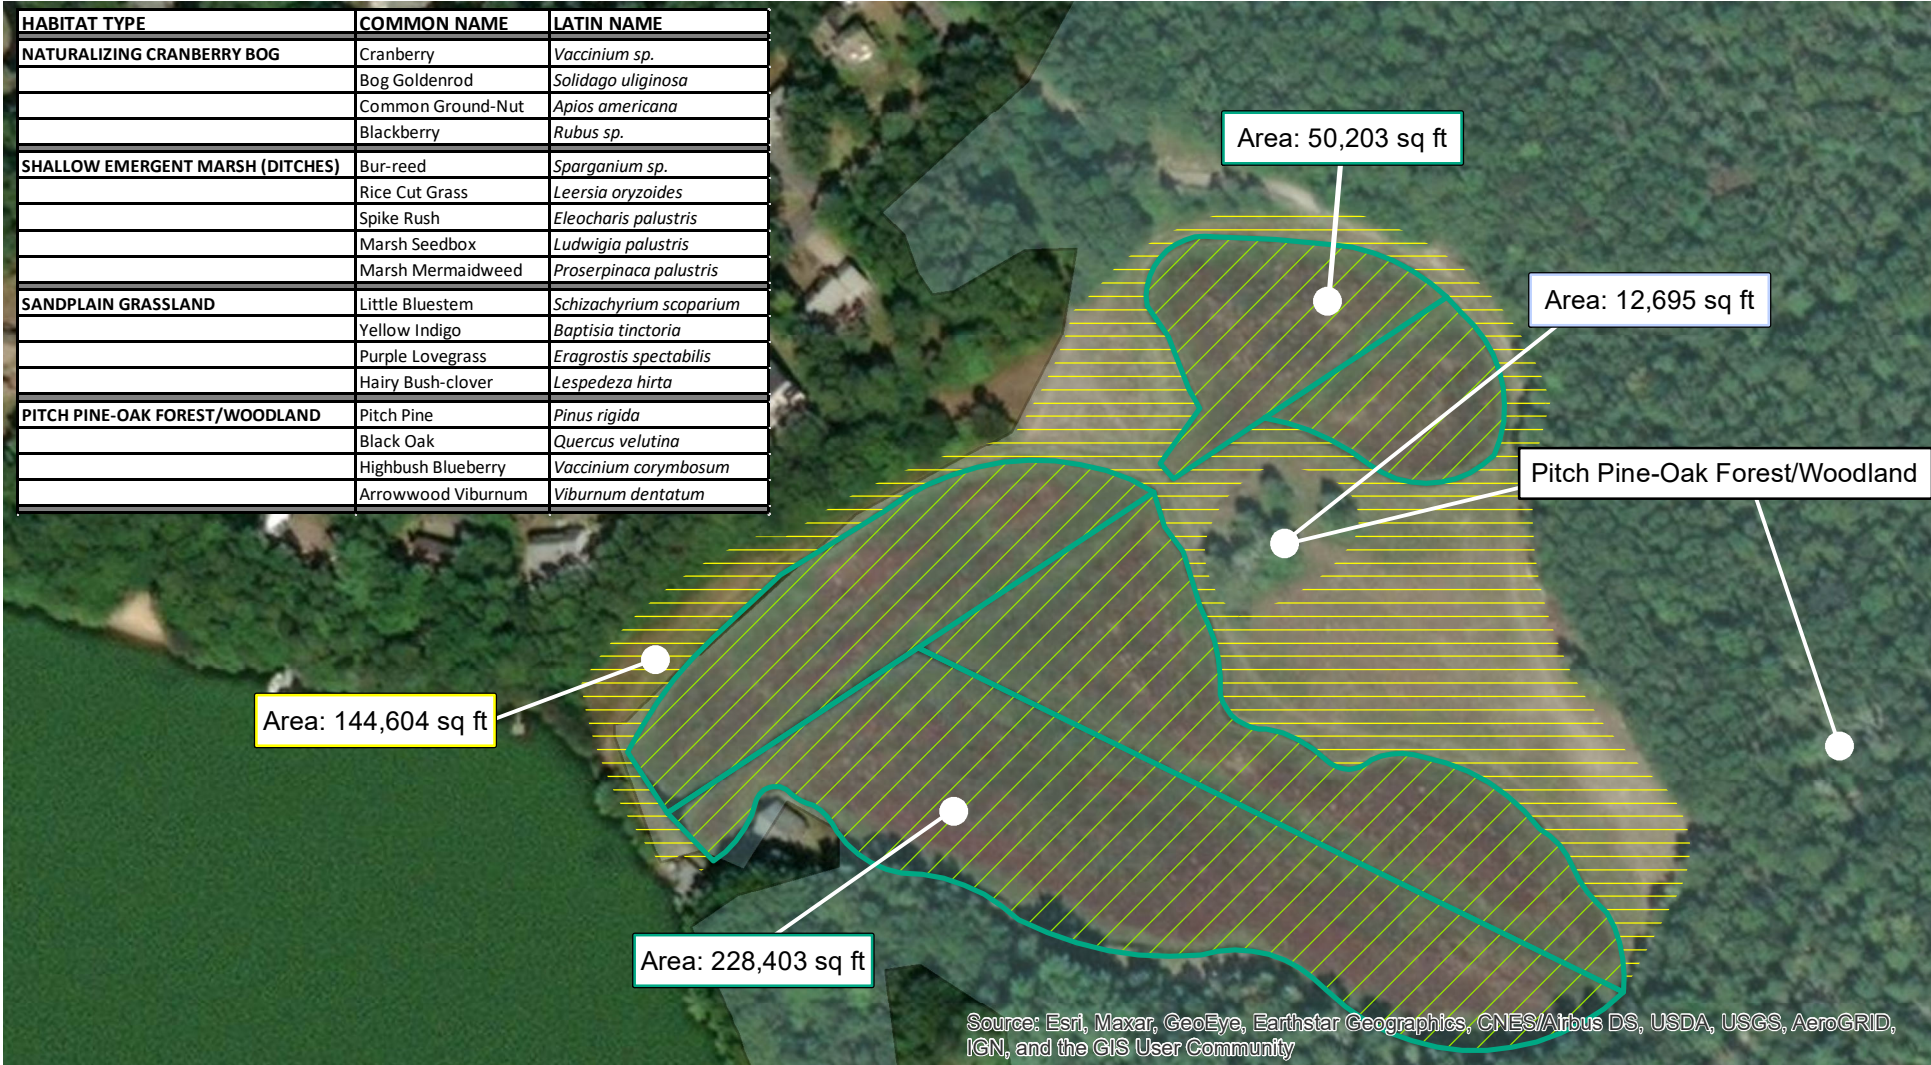 HABITAT TYPE COMMON NAME LATIN NAME
NATURALIZING CRANBERRY BOG Cranberry Vaccinium sp.
Bog Goldenrod Solidago uliginosa
Common Ground-Nut Apios americana
Blackberry Rubus sp.
SHALLOW EMERGENT MARSH (DITCHES) Bur-reed Sparganium sp.
Rice Cut Grass Leersia oryzoides
Spike Rush Eleocharis palustris
Marsh Seedbox Ludwigia palustris
Marsh Mermaidweed Proserpinaca palustris
SANDPLAIN GRASSLAND Little Bluestem Schizachyrium scoparium
Yellow Indigo Baptisia tinctoria
Purple Lovegrass Eragrostis spectabilis
Hairy Bush-clover Lespedeza hirta
PITCH PINE-OAK FOREST/WOODLAND Pitch Pine Pinus rigida
Black Oak Quercus velutina
Highbush Blueberry Vaccinium corymbosum
Arrowwood Viburnum Viburnum dentatum
Area: 50,203 sq ft
Area: 12,695 sq ft
Pitch Pine-Oak Forest/Woodland
Area: 144,604 sq ft
Area: 228,403 sq ft
Source: Esri, Maxar, GeoEye, Earthstar Geographics, CNES/Airbus DS, USDA, USGS, AeroGRID,
IGN, and the GIS User Community